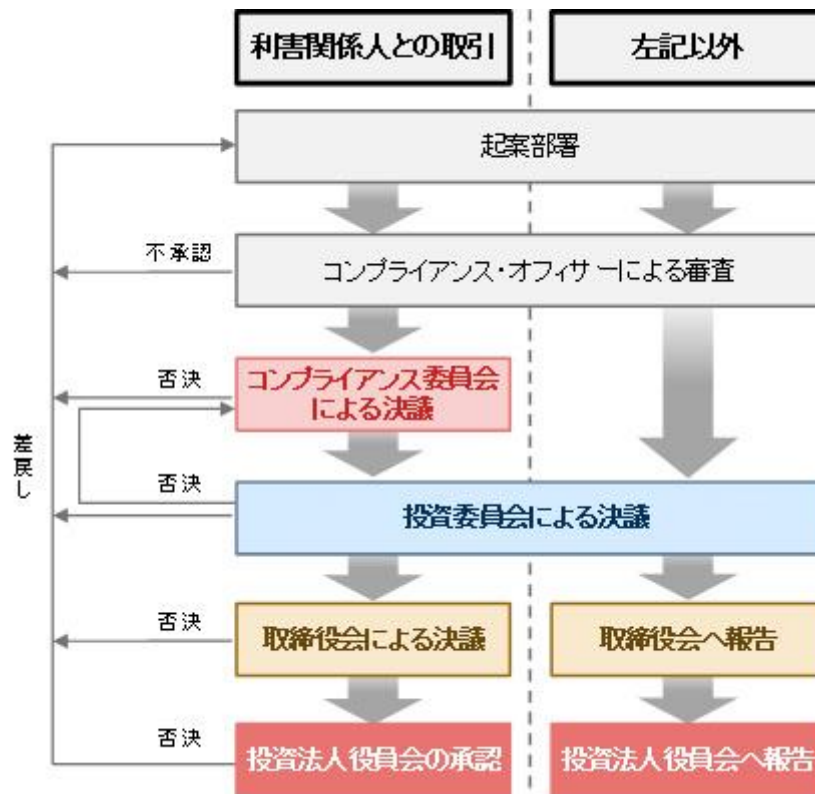 利害関係人との取引
左記以外
起案部署
不承認
コンプライアンス・オフィサーによる審査
否決
コンプライアンス委員会
による決議
差戻し
否決
投資委員会による決議
否決
取締役会による決議
取締役会へ報告
否決
投資法人役員会の承認
投資法人役員会へ報告